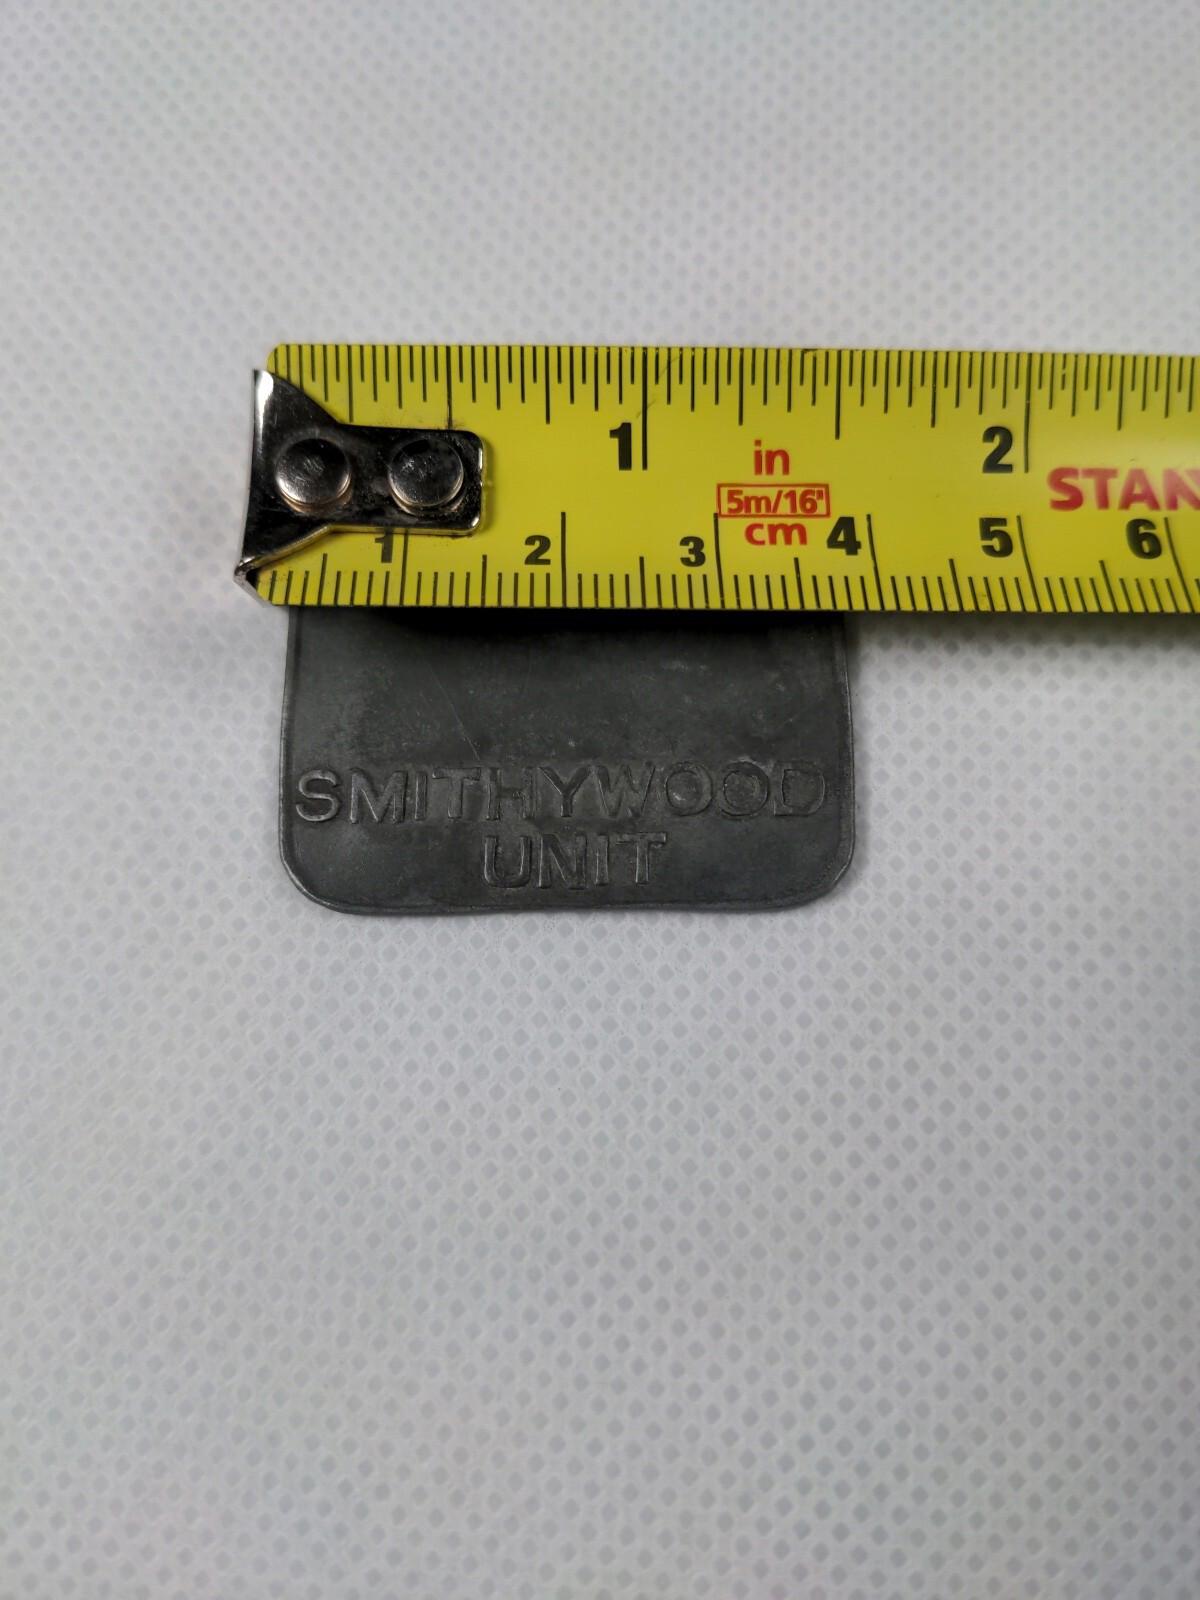 1 2
in
STAN
5m/16'
cm
1 2 3 4 5 6
SMITHYWOOD
UNIT